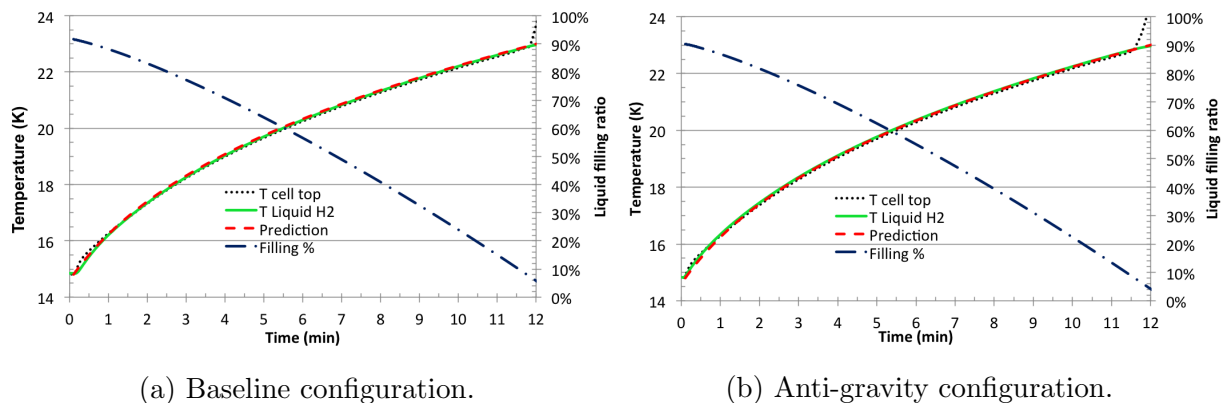 24
22
20
18
16
14
Temperature (K)
100%
90%
80%
70%
60%
50%
40%
30%
20%
10%
0%
Liquid filling ratio
T cell top
T Liquid H2
Prediction
Filling %
0 1 2 3 4 5 6 7 8 9 10 11 12
Time (min)
(a) Baseline configuration.
24
22
20
18
16
14
Temperature (K)
100%
90%
80%
70%
60%
50%
40%
30%
20%
10%
0%
Liquid filling ratio
T cell top
T Liquid H2
Prediction
Filling %
0 1 2 3 4 5 6 7 8 9 10 11 12
Time (min)
(b) Anti-gravity configuration.